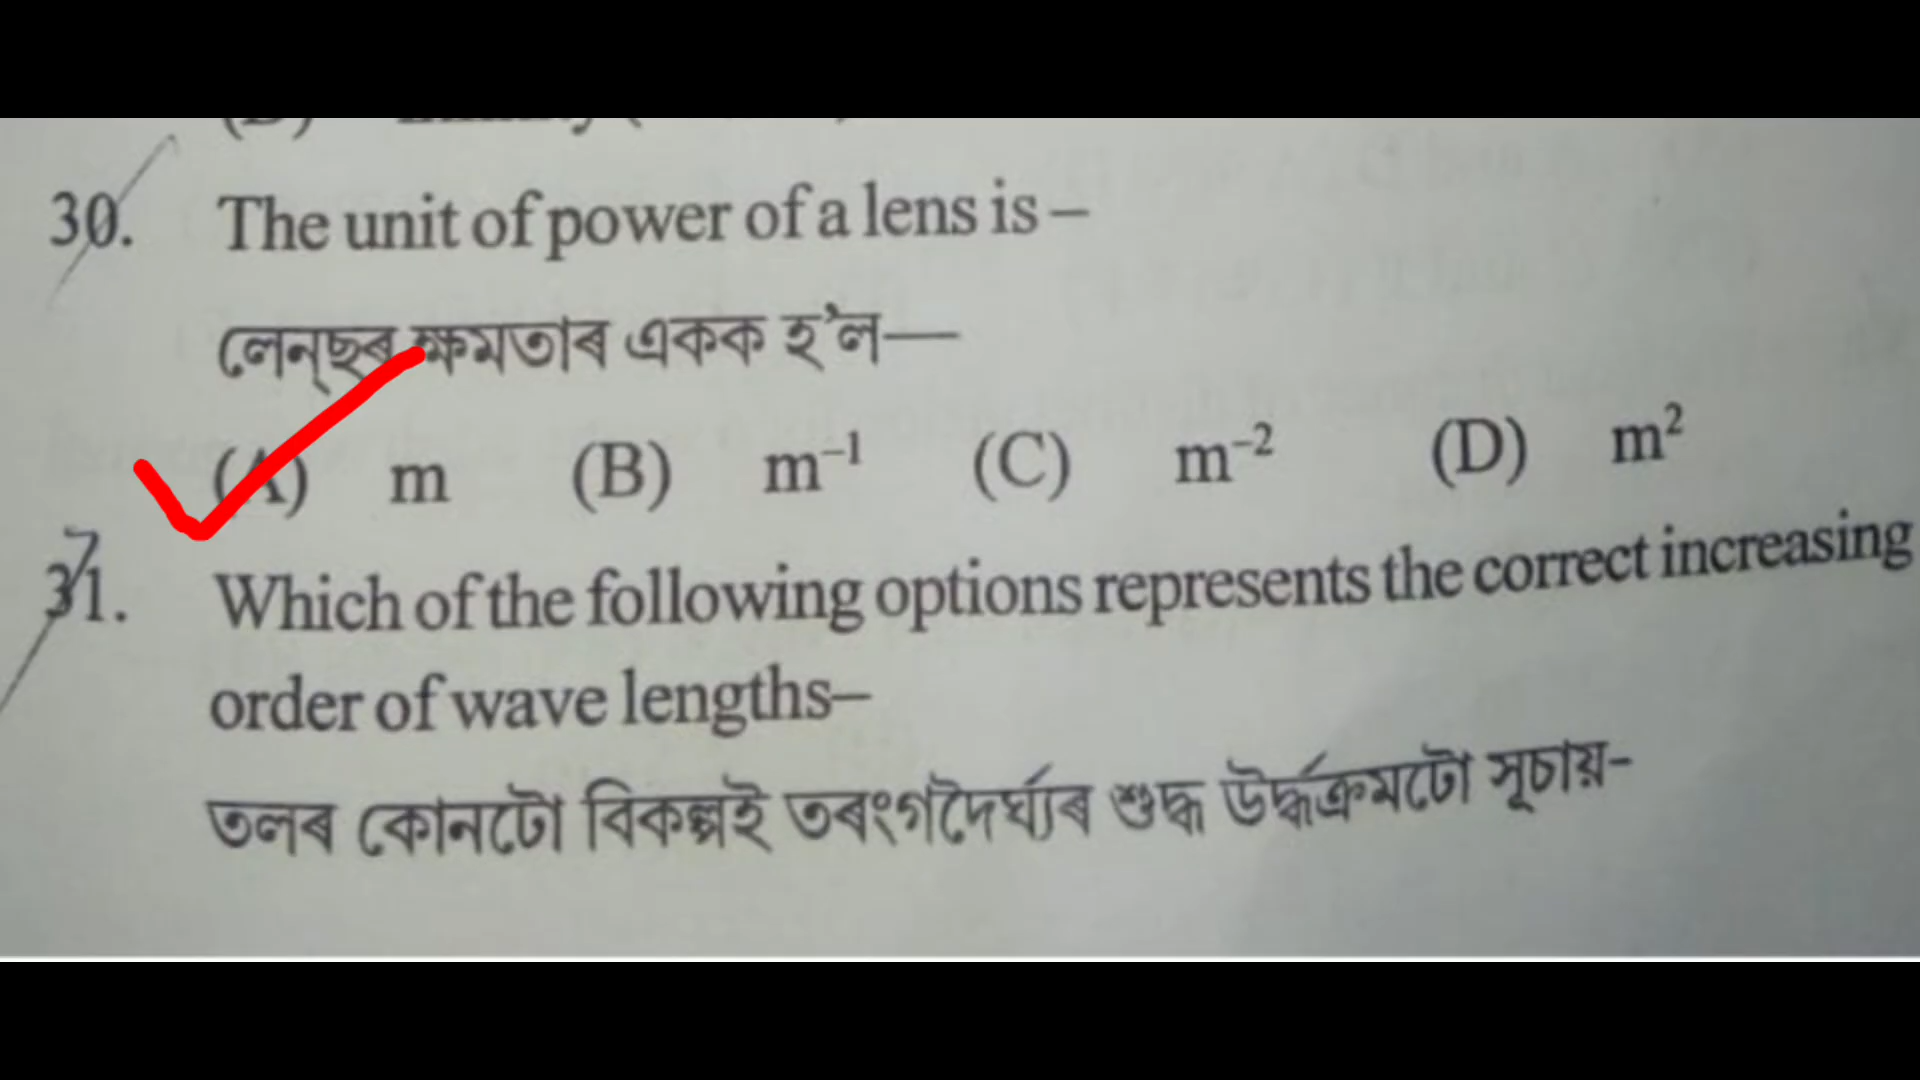 30. The unit of power of a lens is –
লেন্ছৰ ক্ষমতাৰ একক হ'ল—
(A) m (B) m⁻¹ (C) m⁻² (D) m²
31. Which of the following options represents the correct increasing
order of wave lengths–
তলৰ কোনটো বিকল্পই তৰংগদৈৰ্ঘ্যৰ শুদ্ধ উৰ্দ্ধক্ৰমটো সূচায়-